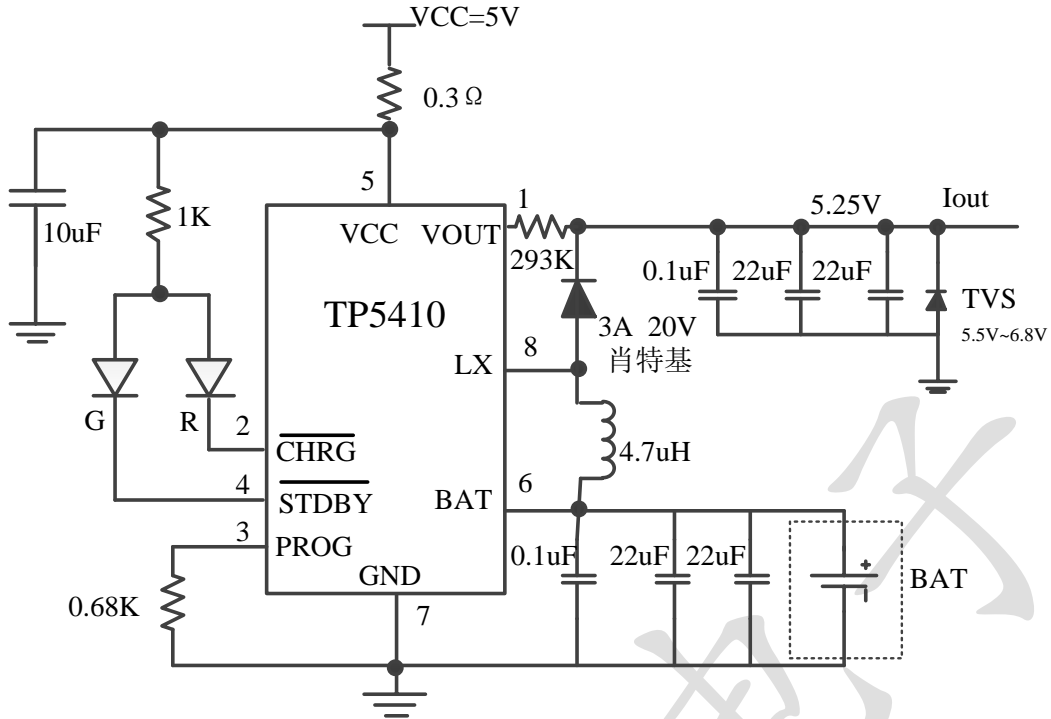 VCC=5V
0.3Ω
5
1
5.25V
Iout
10uF
1K
VCC
VOUT
293K
0.1uF
22uF
22uF
TVS
5.5V~6.8V
TP5410
3A 20V
肖特基
8
LX
G
R
2
CHRG
4.7uH
4
STDBY
6
BAT
3
PROG
0.1uF
22uF
22uF
BAT
GND
7
0.68K